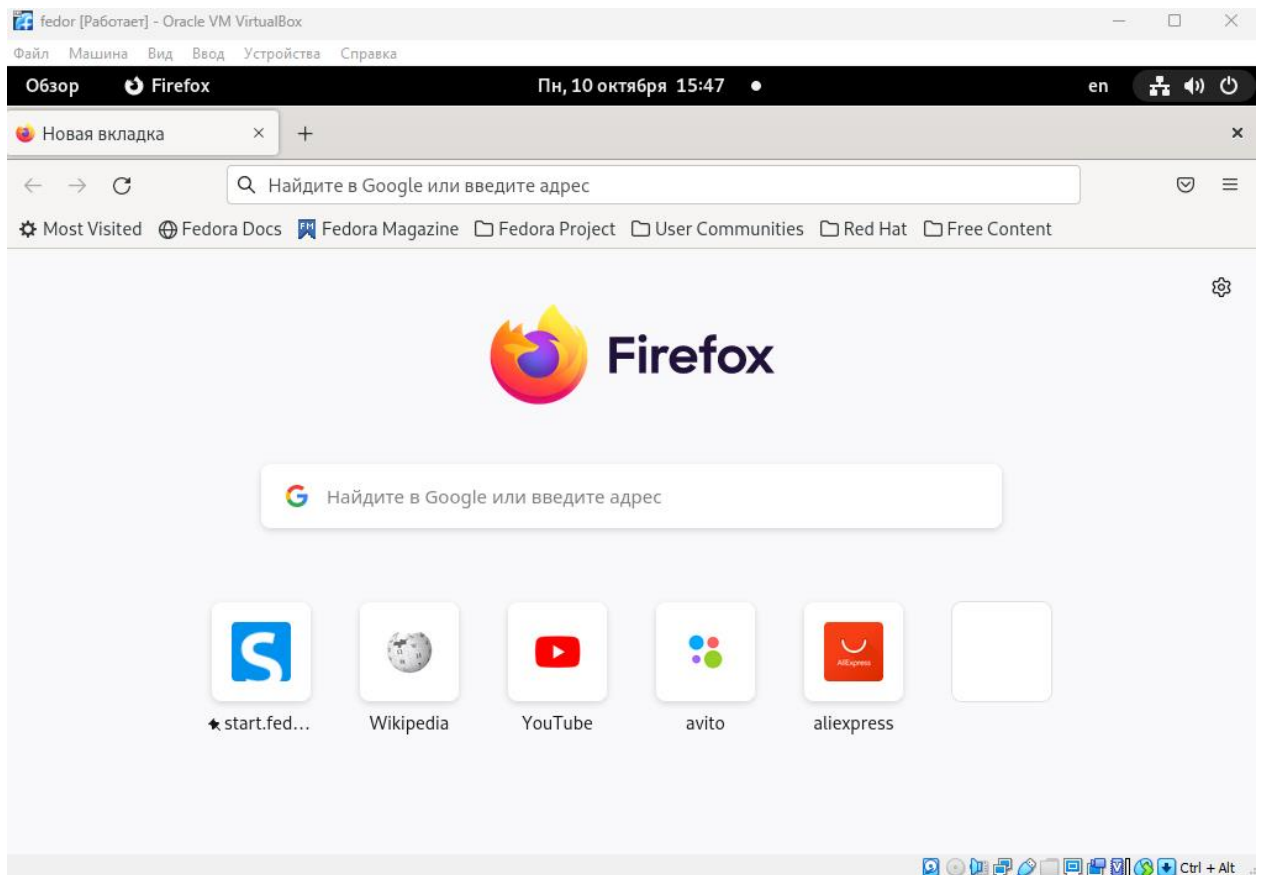 fedor [Работает] - Oracle VM VirtualBox
Файл Машина Вид Ввод Устройства Справка
Обзор Firefox Пн, 10 октября 15:47 en
Новая вкладка
Найдите в Google или введите адрес
Most Visited Fedora Docs Fedora Magazine Fedora Project User Communities Red Hat Free Content
Firefox
Найдите в Google или введите адрес
AliExpress
start.fed... Wikipedia YouTube avito aliexpress
Ctrl + Alt